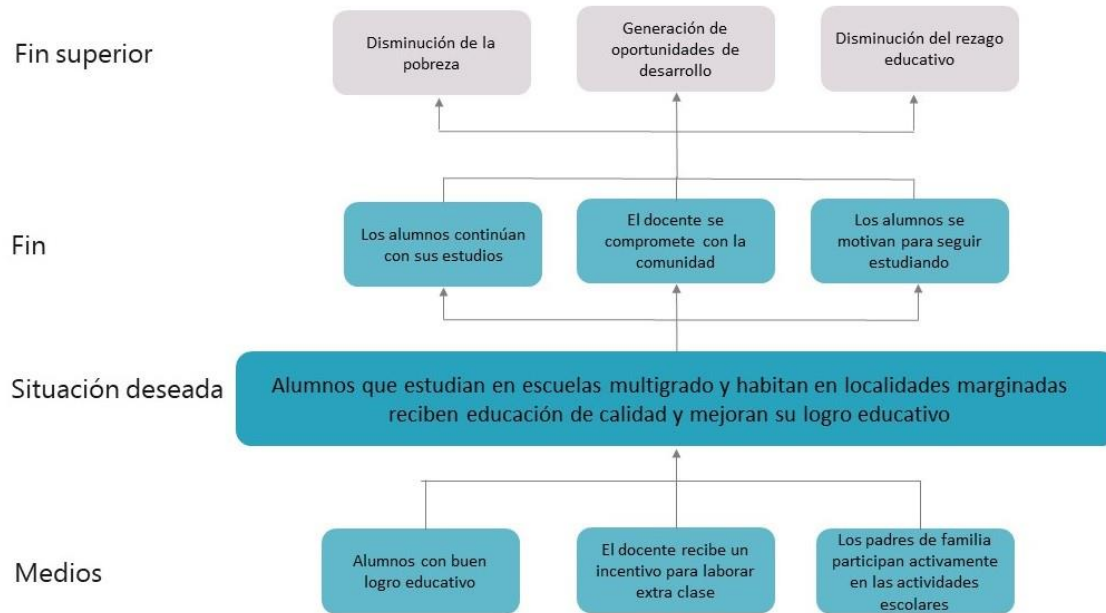 Fin superior
Disminución de la
pobreza
Generación de
oportunidades de
desarrollo
Disminución del rezago
educativo
Fin
Los alumnos continúan
con sus estudios
El docente se
compromete con la
comunidad
Los alumnos se
motivan para seguir
estudiando
Situación deseada
Alumnos que estudian en escuelas multigrado y habitan en localidades marginadas
reciben educación de calidad y mejoran su logro educativo
Medios
Alumnos con buen
logro educativo
El docente recibe un
incentivo para laborar
extra clase
Los padres de familia
participan activamente
en las actividades
escolares